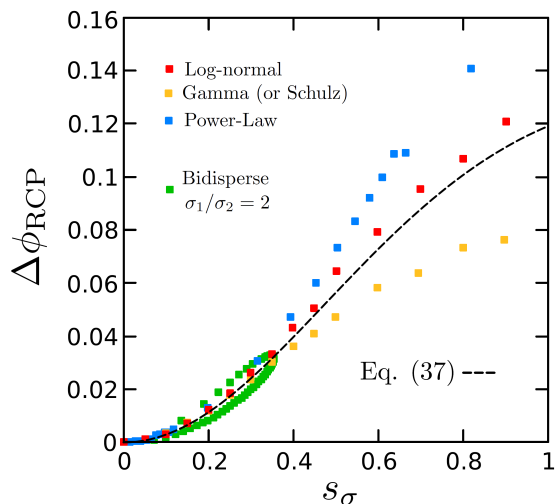 0.16
0.14
0.12
0.1
0.08
0.06
0.04
0.02
0
ΔϕRCP
Log-normal
Gamma (or Schulz)
Power-Law
Bidisperse
σ1/σ2 = 2
Eq. (37)
0 0.2 0.4 0.6 0.8 1
sσ